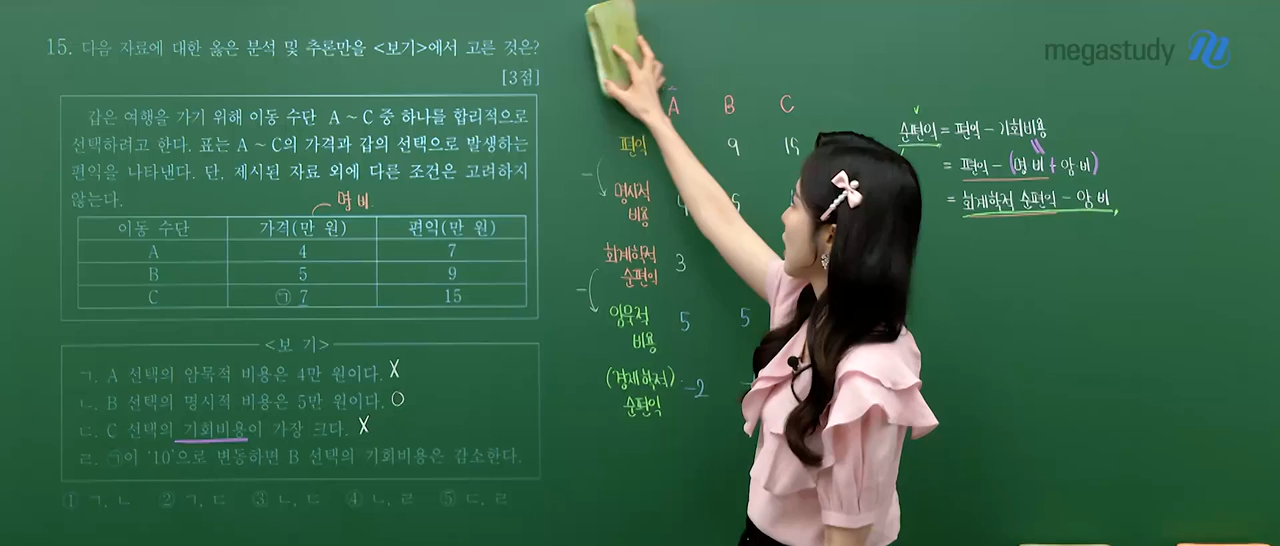 15. 다음 자료에 대한 옳은 분석 및 추론만을 <보기>에서 고른 것은?
[3점]
갑은 여행을 가기 위해 이동 수단 A ~ C 중 하나를 합리적으로
선택하려고 한다. 표는 A ~ C의 가격과 갑의 선택으로 발생하는
편익을 나타낸다. 단, 제시된 자료 외에 다른 조건은 고려하지
않는다.
명 비
이동 수단 가격(만 원) 편익(만 원)
A 4 7
B 5 9
C ㉠ 7 15
<보 기>
ㄱ. A 선택의 암묵적 비용은 4만 원이다. X
ㄴ. B 선택의 명시적 비용은 5만 원이다. O
ㄷ. C 선택의 기회비용이 가장 크다. X
ㄹ. ㉠이 '10'으로 변동하면 B 선택의 기회비용은 감소한다.
① ㄱ, ㄴ ② ㄱ, ㄷ ③ ㄴ, ㄷ ④ ㄴ, ㄹ ⑤ ㄷ, ㄹ
A B C
편익 9 15
명시적
비용
회계학적 3
순편익
암묵적 5 5
비용
(경제학적) -2
순편익
megastudy
순편익 = 편익 - 기회비용
= 편익 - (명 비 + 암 비)
= 회계학적 순편익 - 암 비